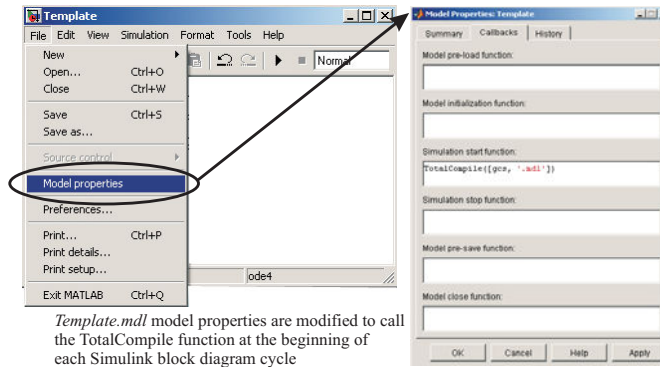 Template
File Edit View Simulation Format Tools Help
New
Open... Ctrl+O
Close Ctrl+W
Save Ctrl+S
Save as...
Source control
Model properties
Preferences...
Print... Ctrl+P
Print details...
Print setup...
Exit MATLAB Ctrl+Q
Normal
ode4
Template.mdl model properties are modified to call
the TotalCompile function at the beginning of
each Simulink block diagram cycle
Model Properties: Template
Summary Callbacks History
Model pre-load function:
Model initialization function:
Simulation start function:
TotalCompile([gcs, '.mdl'])
Simulation stop function:
Model pre-save function:
Model close function:
OK Cancel Help Apply